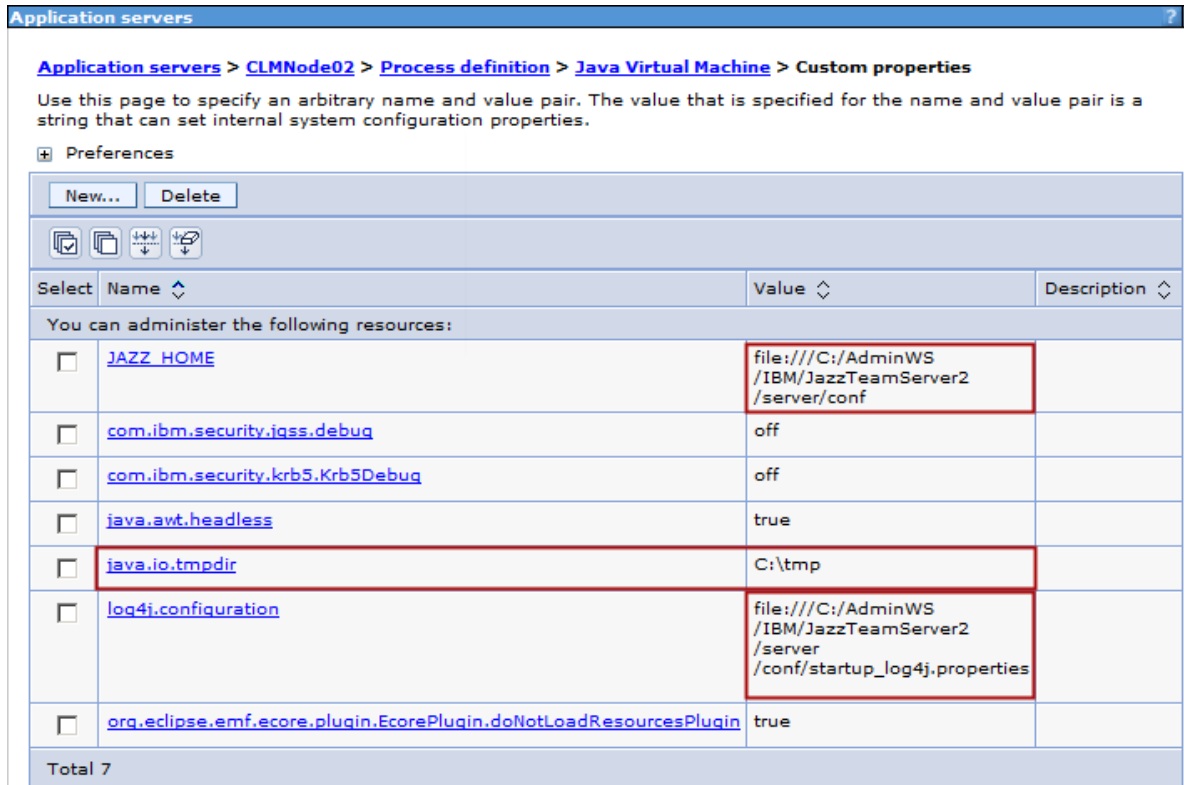 Application servers ?
Application servers > CLMNode02 > Process definition > Java Virtual Machine > Custom properties
Use this page to specify an arbitrary name and value pair. The value that is specified for the name and value pair is a
string that can set internal system configuration properties.
Preferences
New... Delete
Select Name Value Description
You can administer the following resources:
JAZZ_HOME file:///C:/AdminWS
/IBM/JazzTeamServer2
/server/conf
com.ibm.security.jgss.debug off
com.ibm.security.krb5.Krb5Debug off
java.awt.headless true
java.io.tmpdir C:\tmp
log4j.configuration file:///C:/AdminWS
/IBM/JazzTeamServer2
/server
/conf/startup_log4j.properties
org.eclipse.emf.ecore.plugin.EcorePlugin.doNotLoadResourcesPlugin true
Total 7